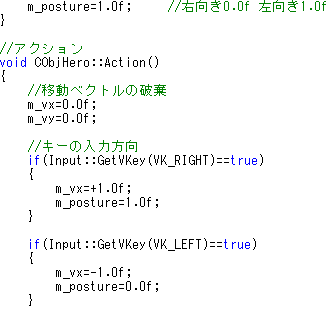 m_posture=1.0f; //右向き0.0f 左向き1.0f
}
//アクション
void CObjHero::Action()
{
//移動ベクトルの破棄
m_vx=0.0f;
m_vy=0.0f;
//キーの入力方向
if(Input::GetVKey(VK_RIGHT)==true)
{
m_vx=+1.0f;
m_posture=1.0f;
}
if(Input::GetVKey(VK_LEFT)==true)
{
m_vx=-1.0f;
m_posture=0.0f;
}